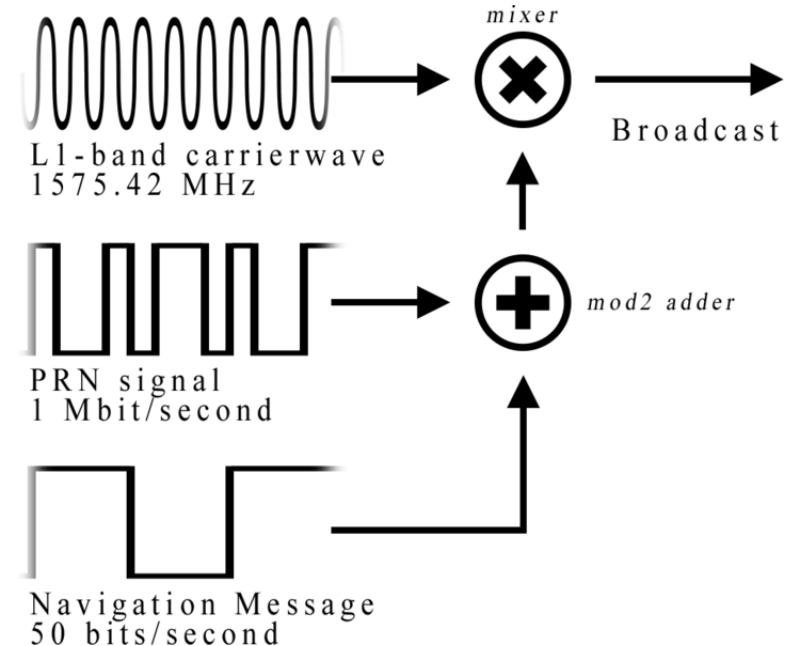 mixer
L1-band carrierwave
1575.42 MHz
Broadcast
PRN signal
1 Mbit/second
mod2 adder
Navigation Message
50 bits/second